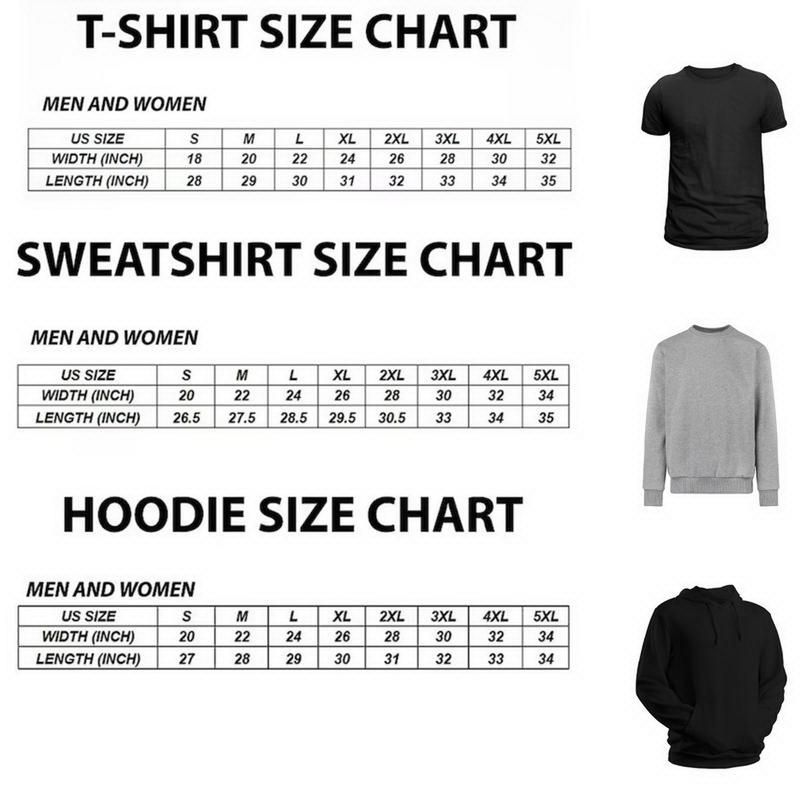 T-SHIRT SIZE CHART
MEN AND WOMEN
US SIZE S M L XL 2XL 3XL 4XL 5XL
WIDTH (INCH) 18 20 22 24 26 28 30 32
LENGTH (INCH) 28 29 30 31 32 33 34 35
SWEATSHIRT SIZE CHART
MEN AND WOMEN
US SIZE S M L XL 2XL 3XL 4XL 5XL
WIDTH (INCH) 20 22 24 26 28 30 32 34
LENGTH (INCH) 26.5 27.5 28.5 29.5 30.5 33 34 35
HOODIE SIZE CHART
MEN AND WOMEN
US SIZE S M L XL 2XL 3XL 4XL 5XL
WIDTH (INCH) 20 22 24 26 28 30 32 34
LENGTH (INCH) 27 28 29 30 31 32 33 34